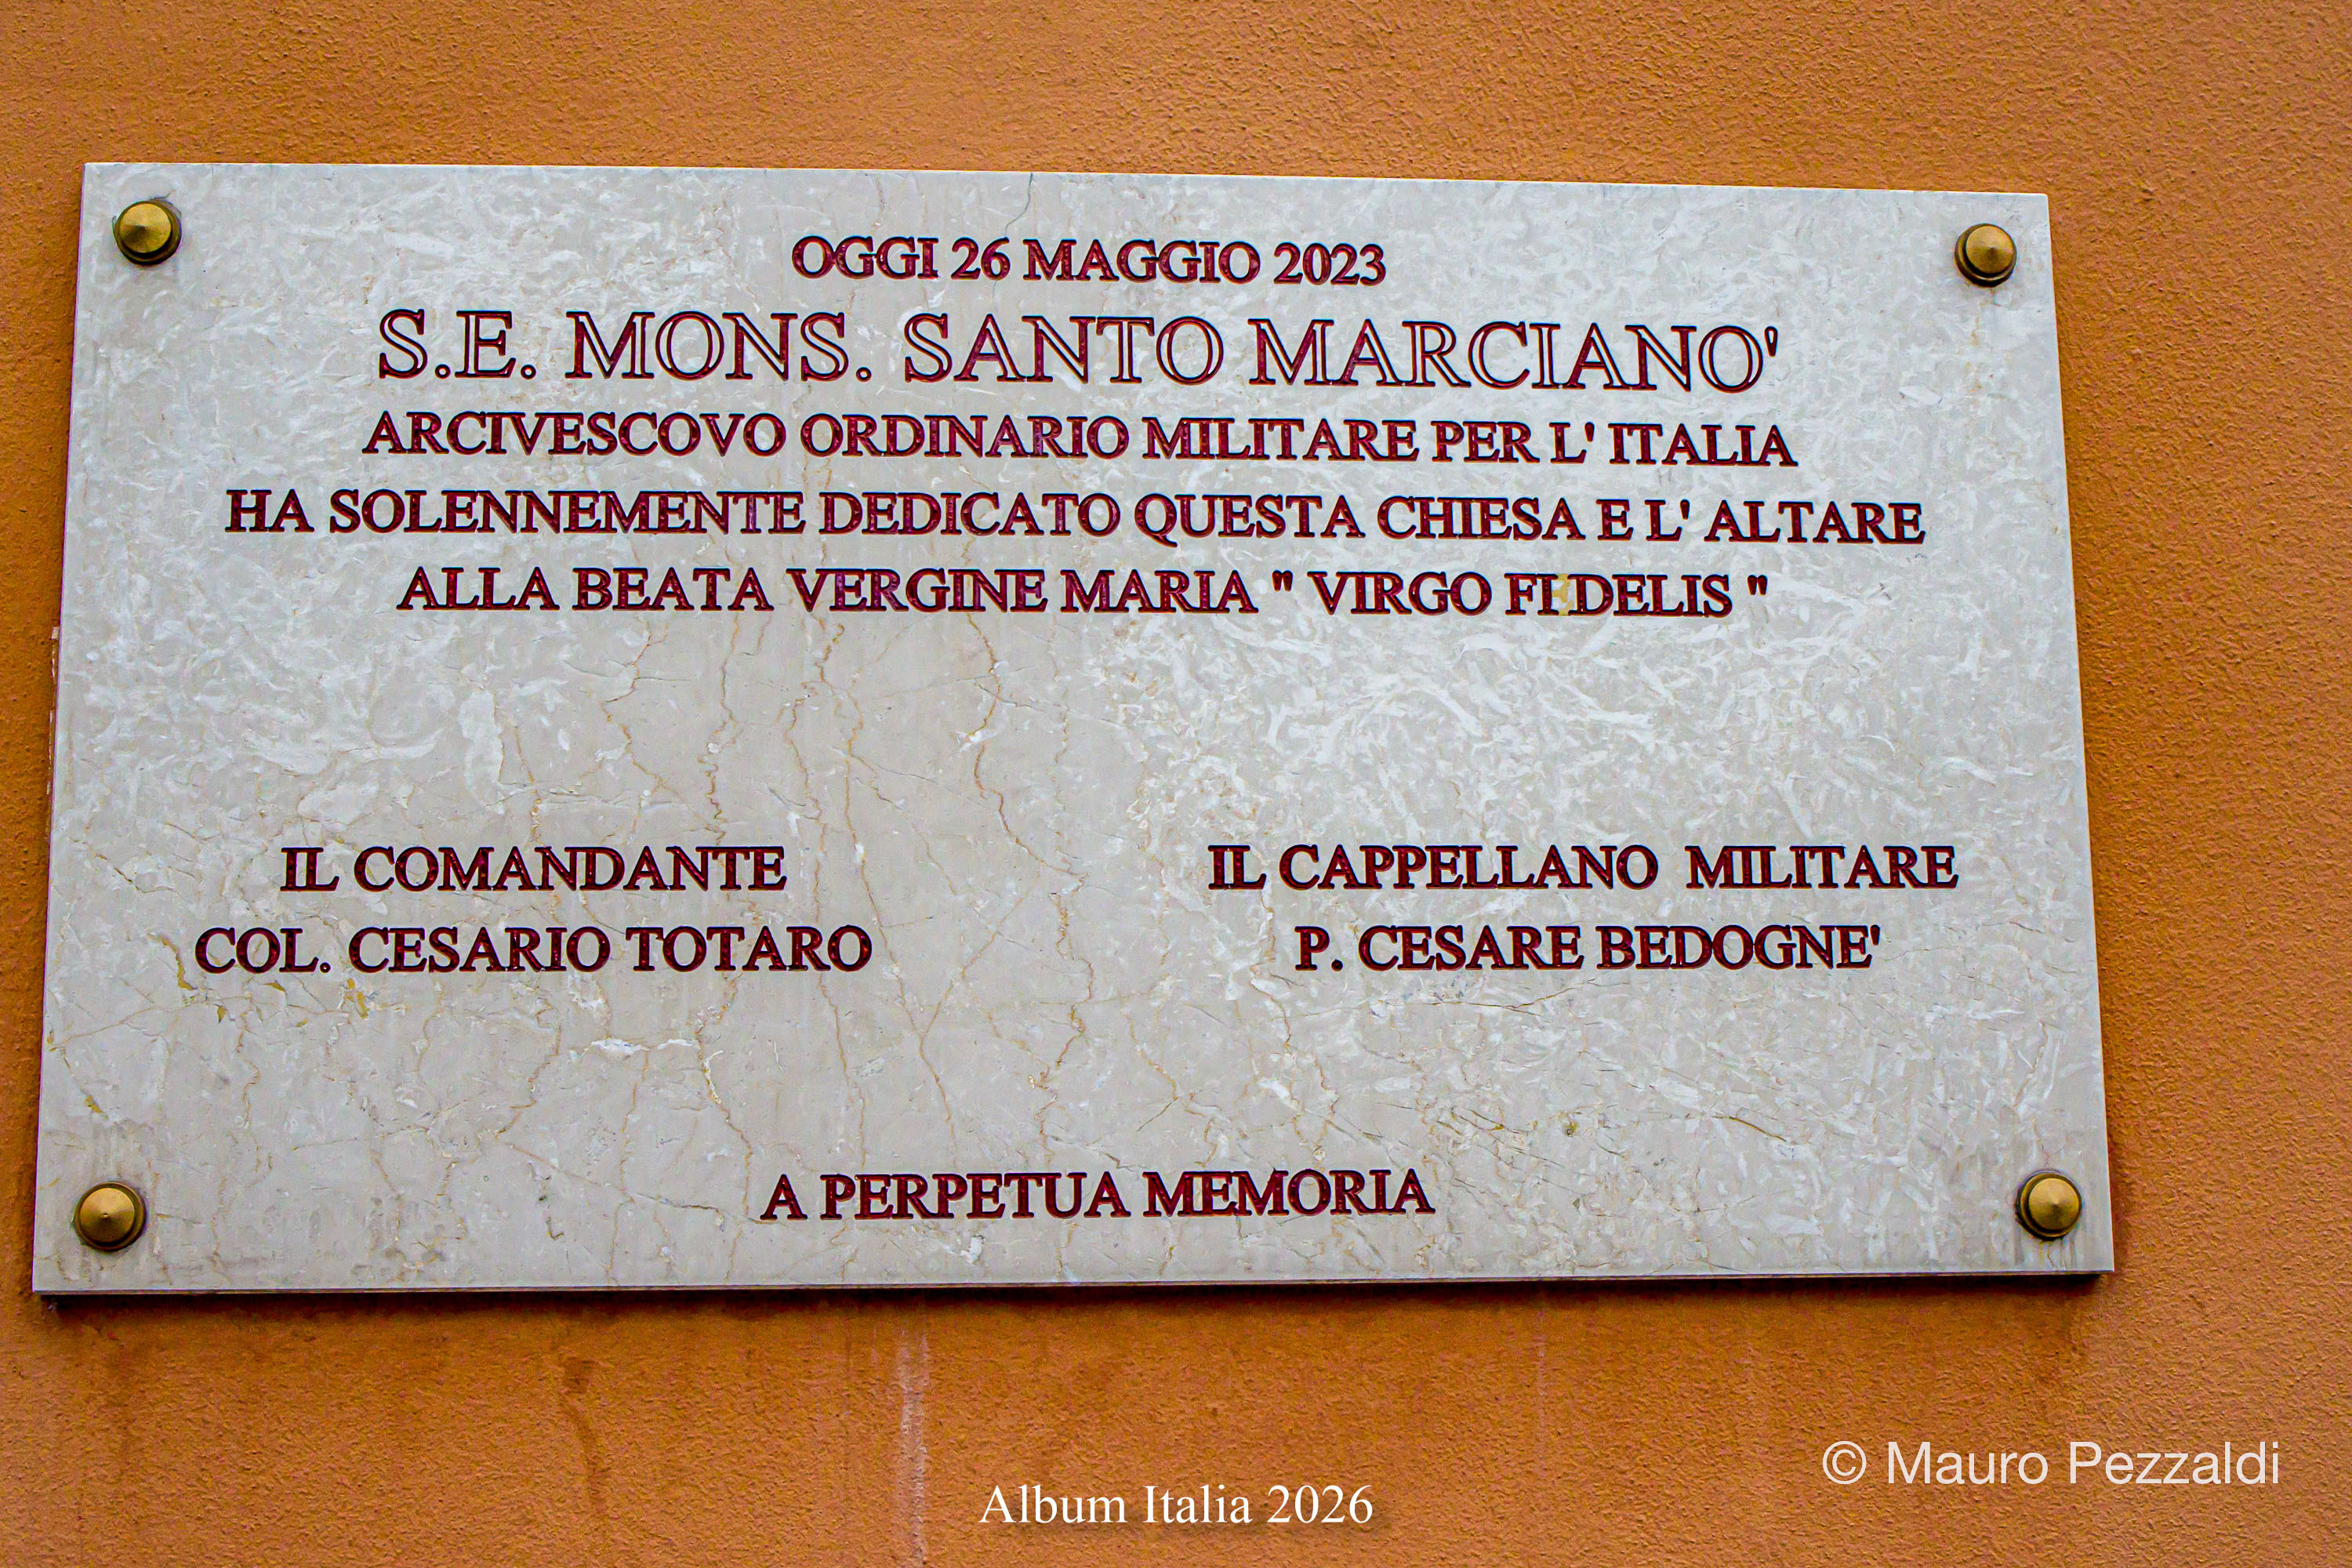 OGGI 26 MAGGIO 2023
S.E. MONS. SANTO MARCIANO'
ARCIVESCOVO ORDINARIO MILITARE PER L' ITALIA
HA SOLENNEMENTE DEDICATO QUESTA CHIESA E L' ALTARE
ALLA BEATA VERGINE MARIA " VIRGO FIDELIS "
IL COMANDANTE
COL. CESARIO TOTARO
IL CAPPELLANO MILITARE
P. CESARE BEDOGNE'
A PERPETUA MEMORIA
© Mauro Pezzaldi
Album Italia 2026